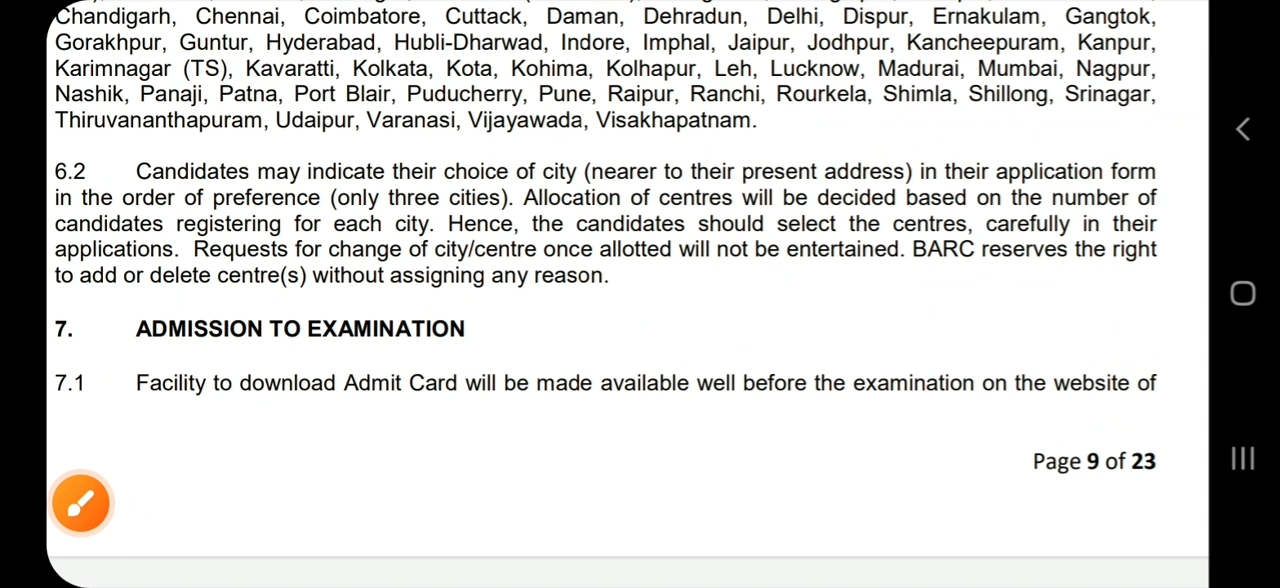 Chandigarh, Chennai, Coimbatore, Cuttack, Daman, Dehradun, Delhi, Dispur, Ernakulam, Gangtok,
Gorakhpur, Guntur, Hyderabad, Hubli-Dharwad, Indore, Imphal, Jaipur, Jodhpur, Kancheepuram, Kanpur,
Karimnagar (TS), Kavaratti, Kolkata, Kota, Kohima, Kolhapur, Leh, Lucknow, Madurai, Mumbai, Nagpur,
Nashik, Panaji, Patna, Port Blair, Puducherry, Pune, Raipur, Ranchi, Rourkela, Shimla, Shillong, Srinagar,
Thiruvananthapuram, Udaipur, Varanasi, Vijayawada, Visakhapatnam.
6.2 Candidates may indicate their choice of city (nearer to their present address) in their application form
in the order of preference (only three cities). Allocation of centres will be decided based on the number of
candidates registering for each city. Hence, the candidates should select the centres, carefully in their
applications. Requests for change of city/centre once allotted will not be entertained. BARC reserves the right
to add or delete centre(s) without assigning any reason.
7. ADMISSION TO EXAMINATION
7.1 Facility to download Admit Card will be made available well before the examination on the website of
Page 9 of 23